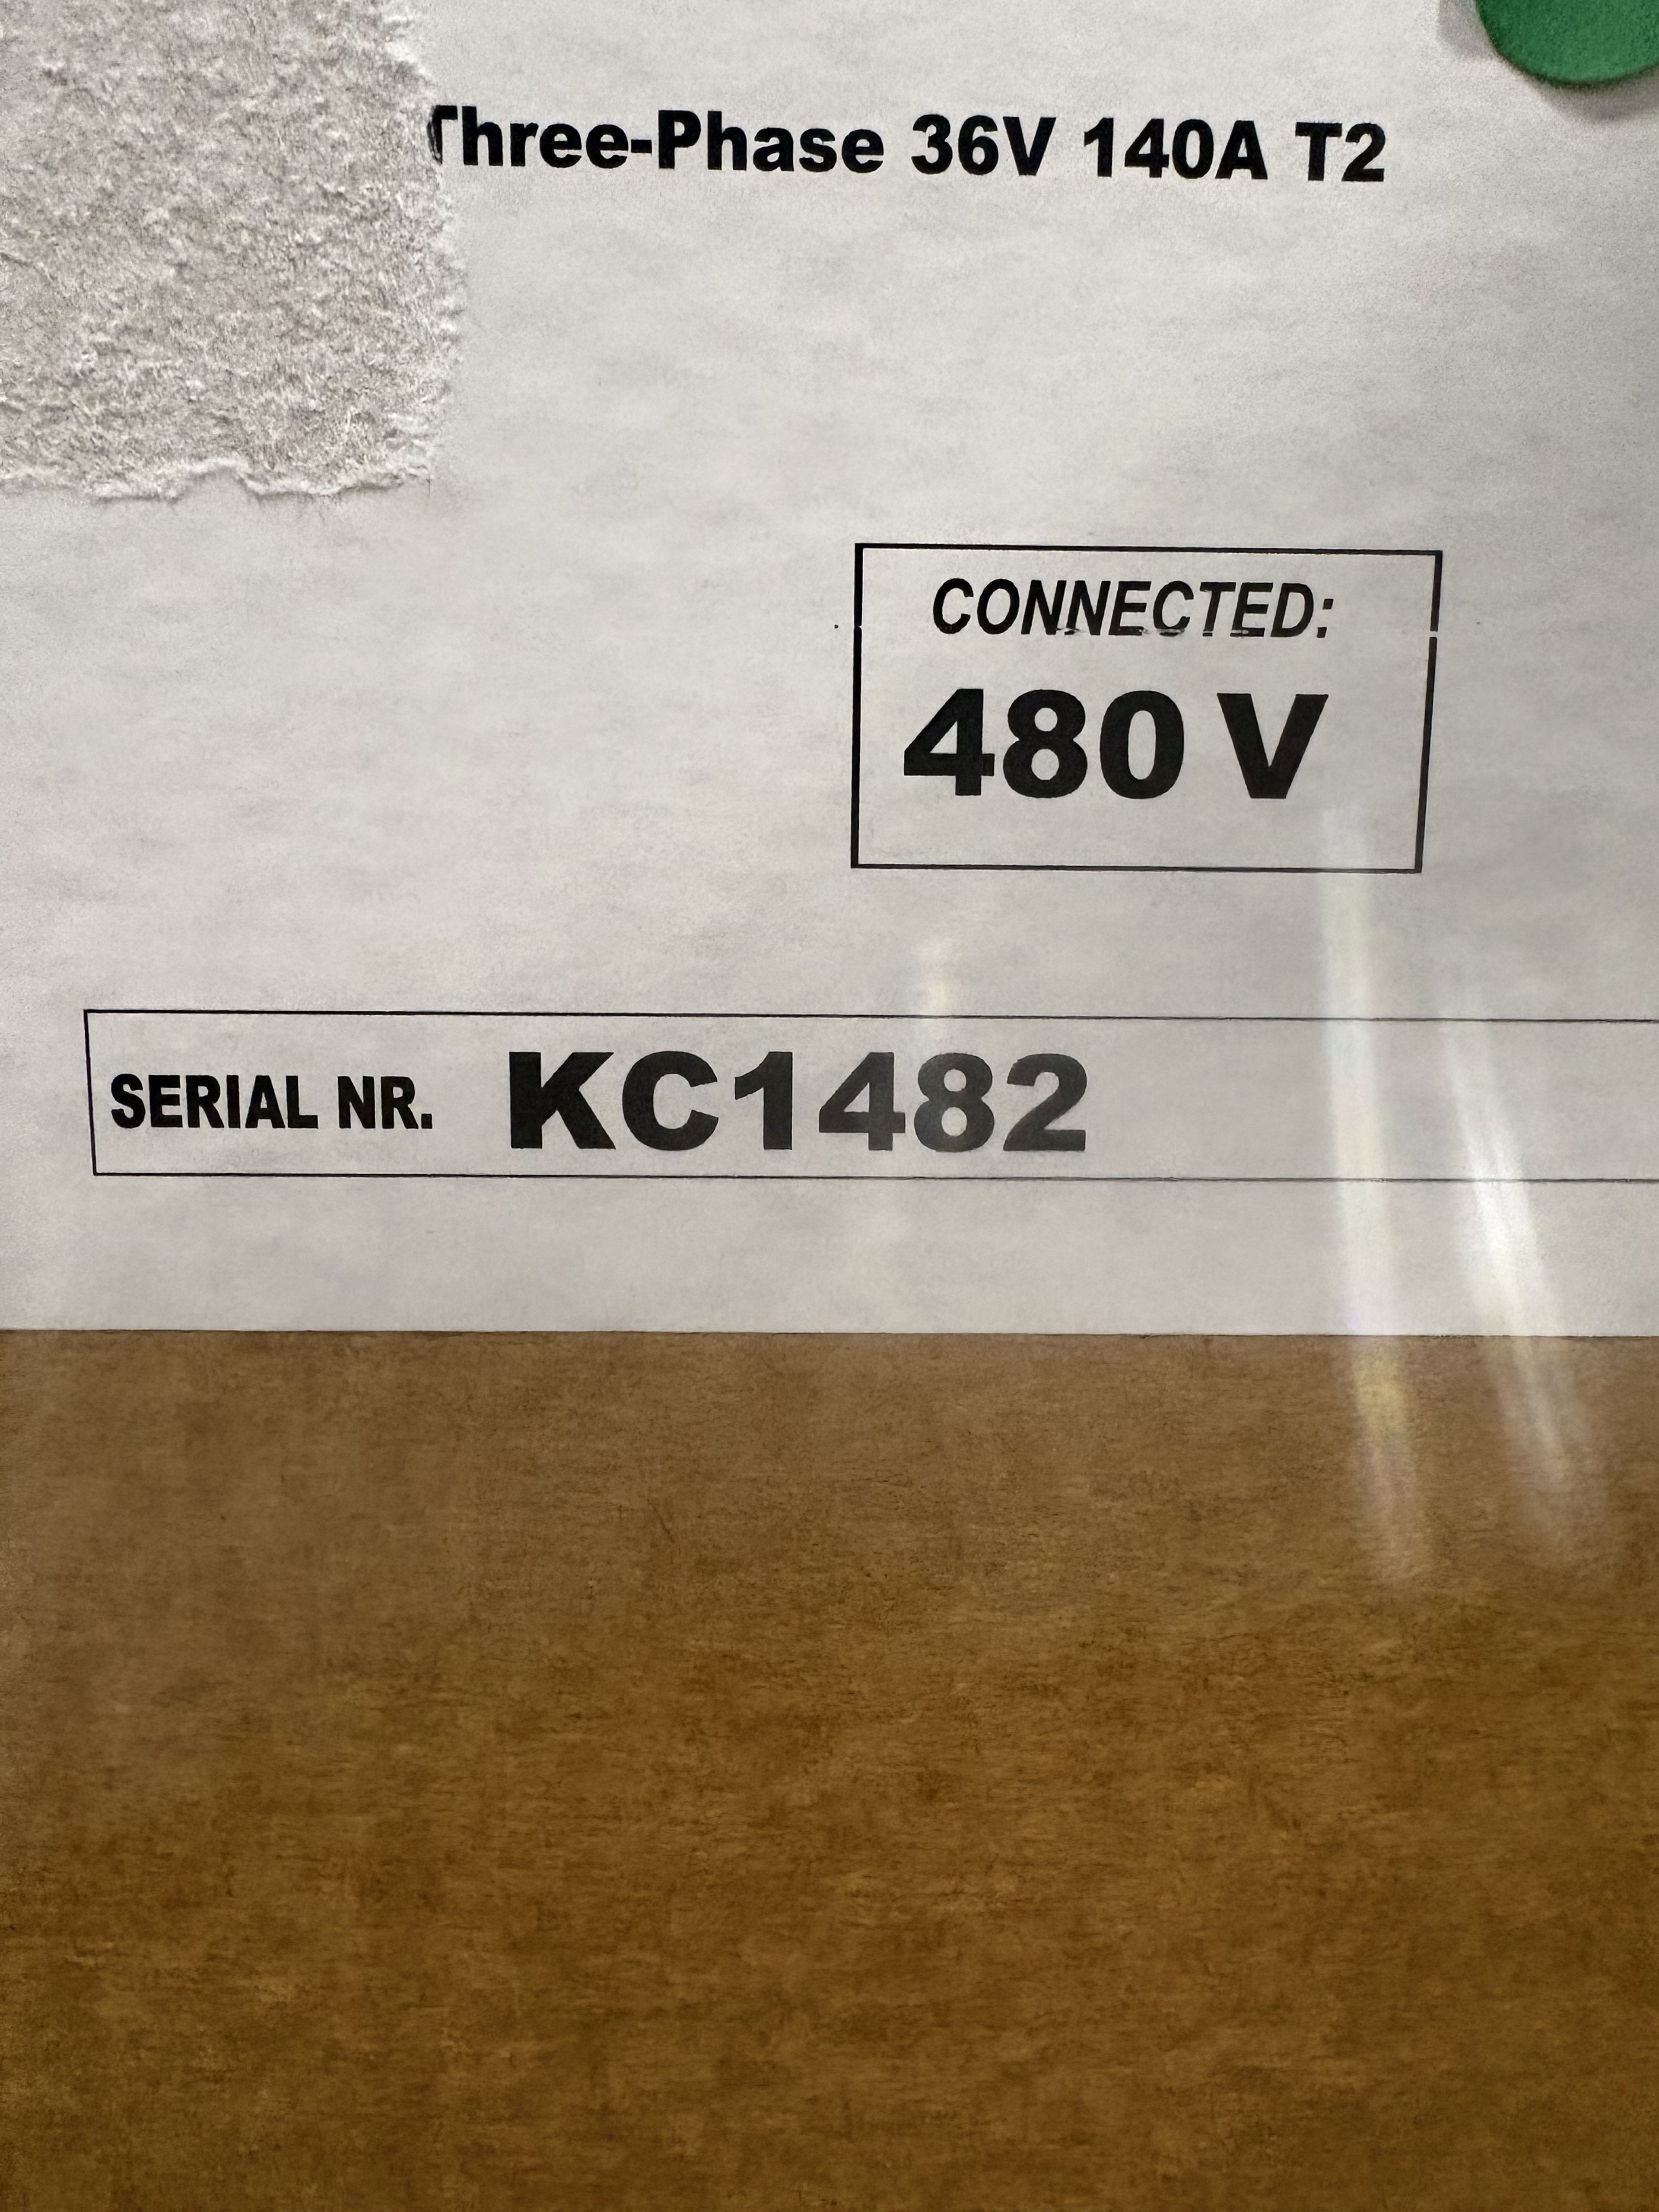 Three-Phase 36V 140A T2
CONNECTED:
480 V
SERIAL NR. KC1482